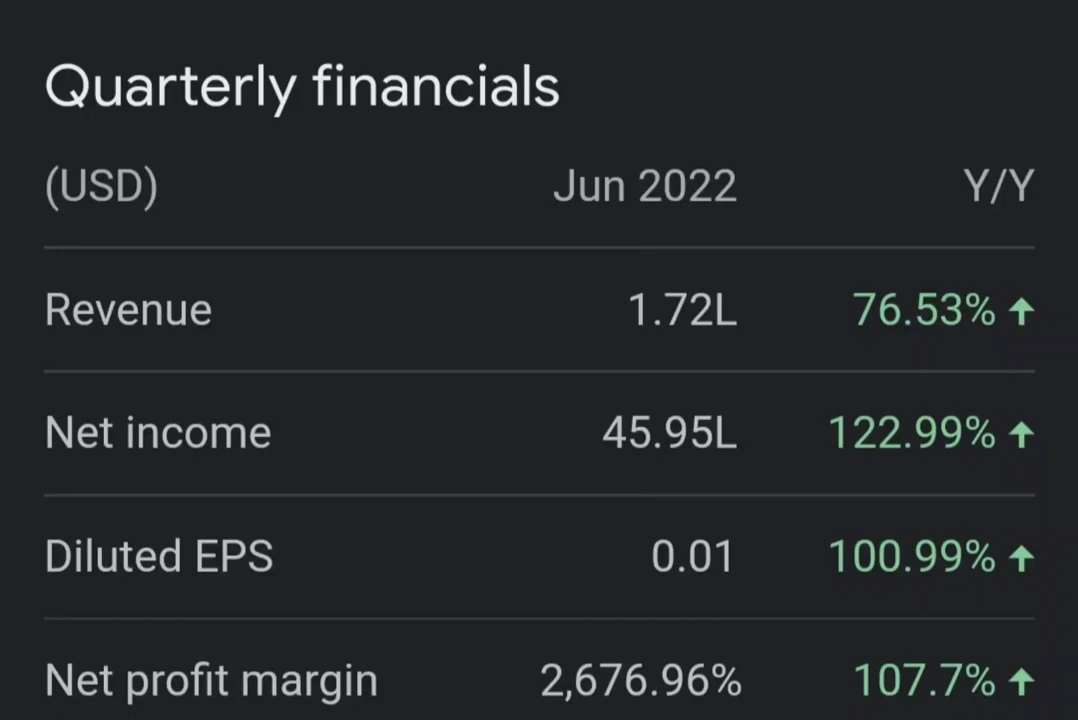 Quarterly financials
(USD) Jun 2022 Y/Y
Revenue 1.72L 76.53% ↑
Net income 45.95L 122.99% ↑
Diluted EPS 0.01 100.99% ↑
Net profit margin 2,676.96% 107.7% ↑